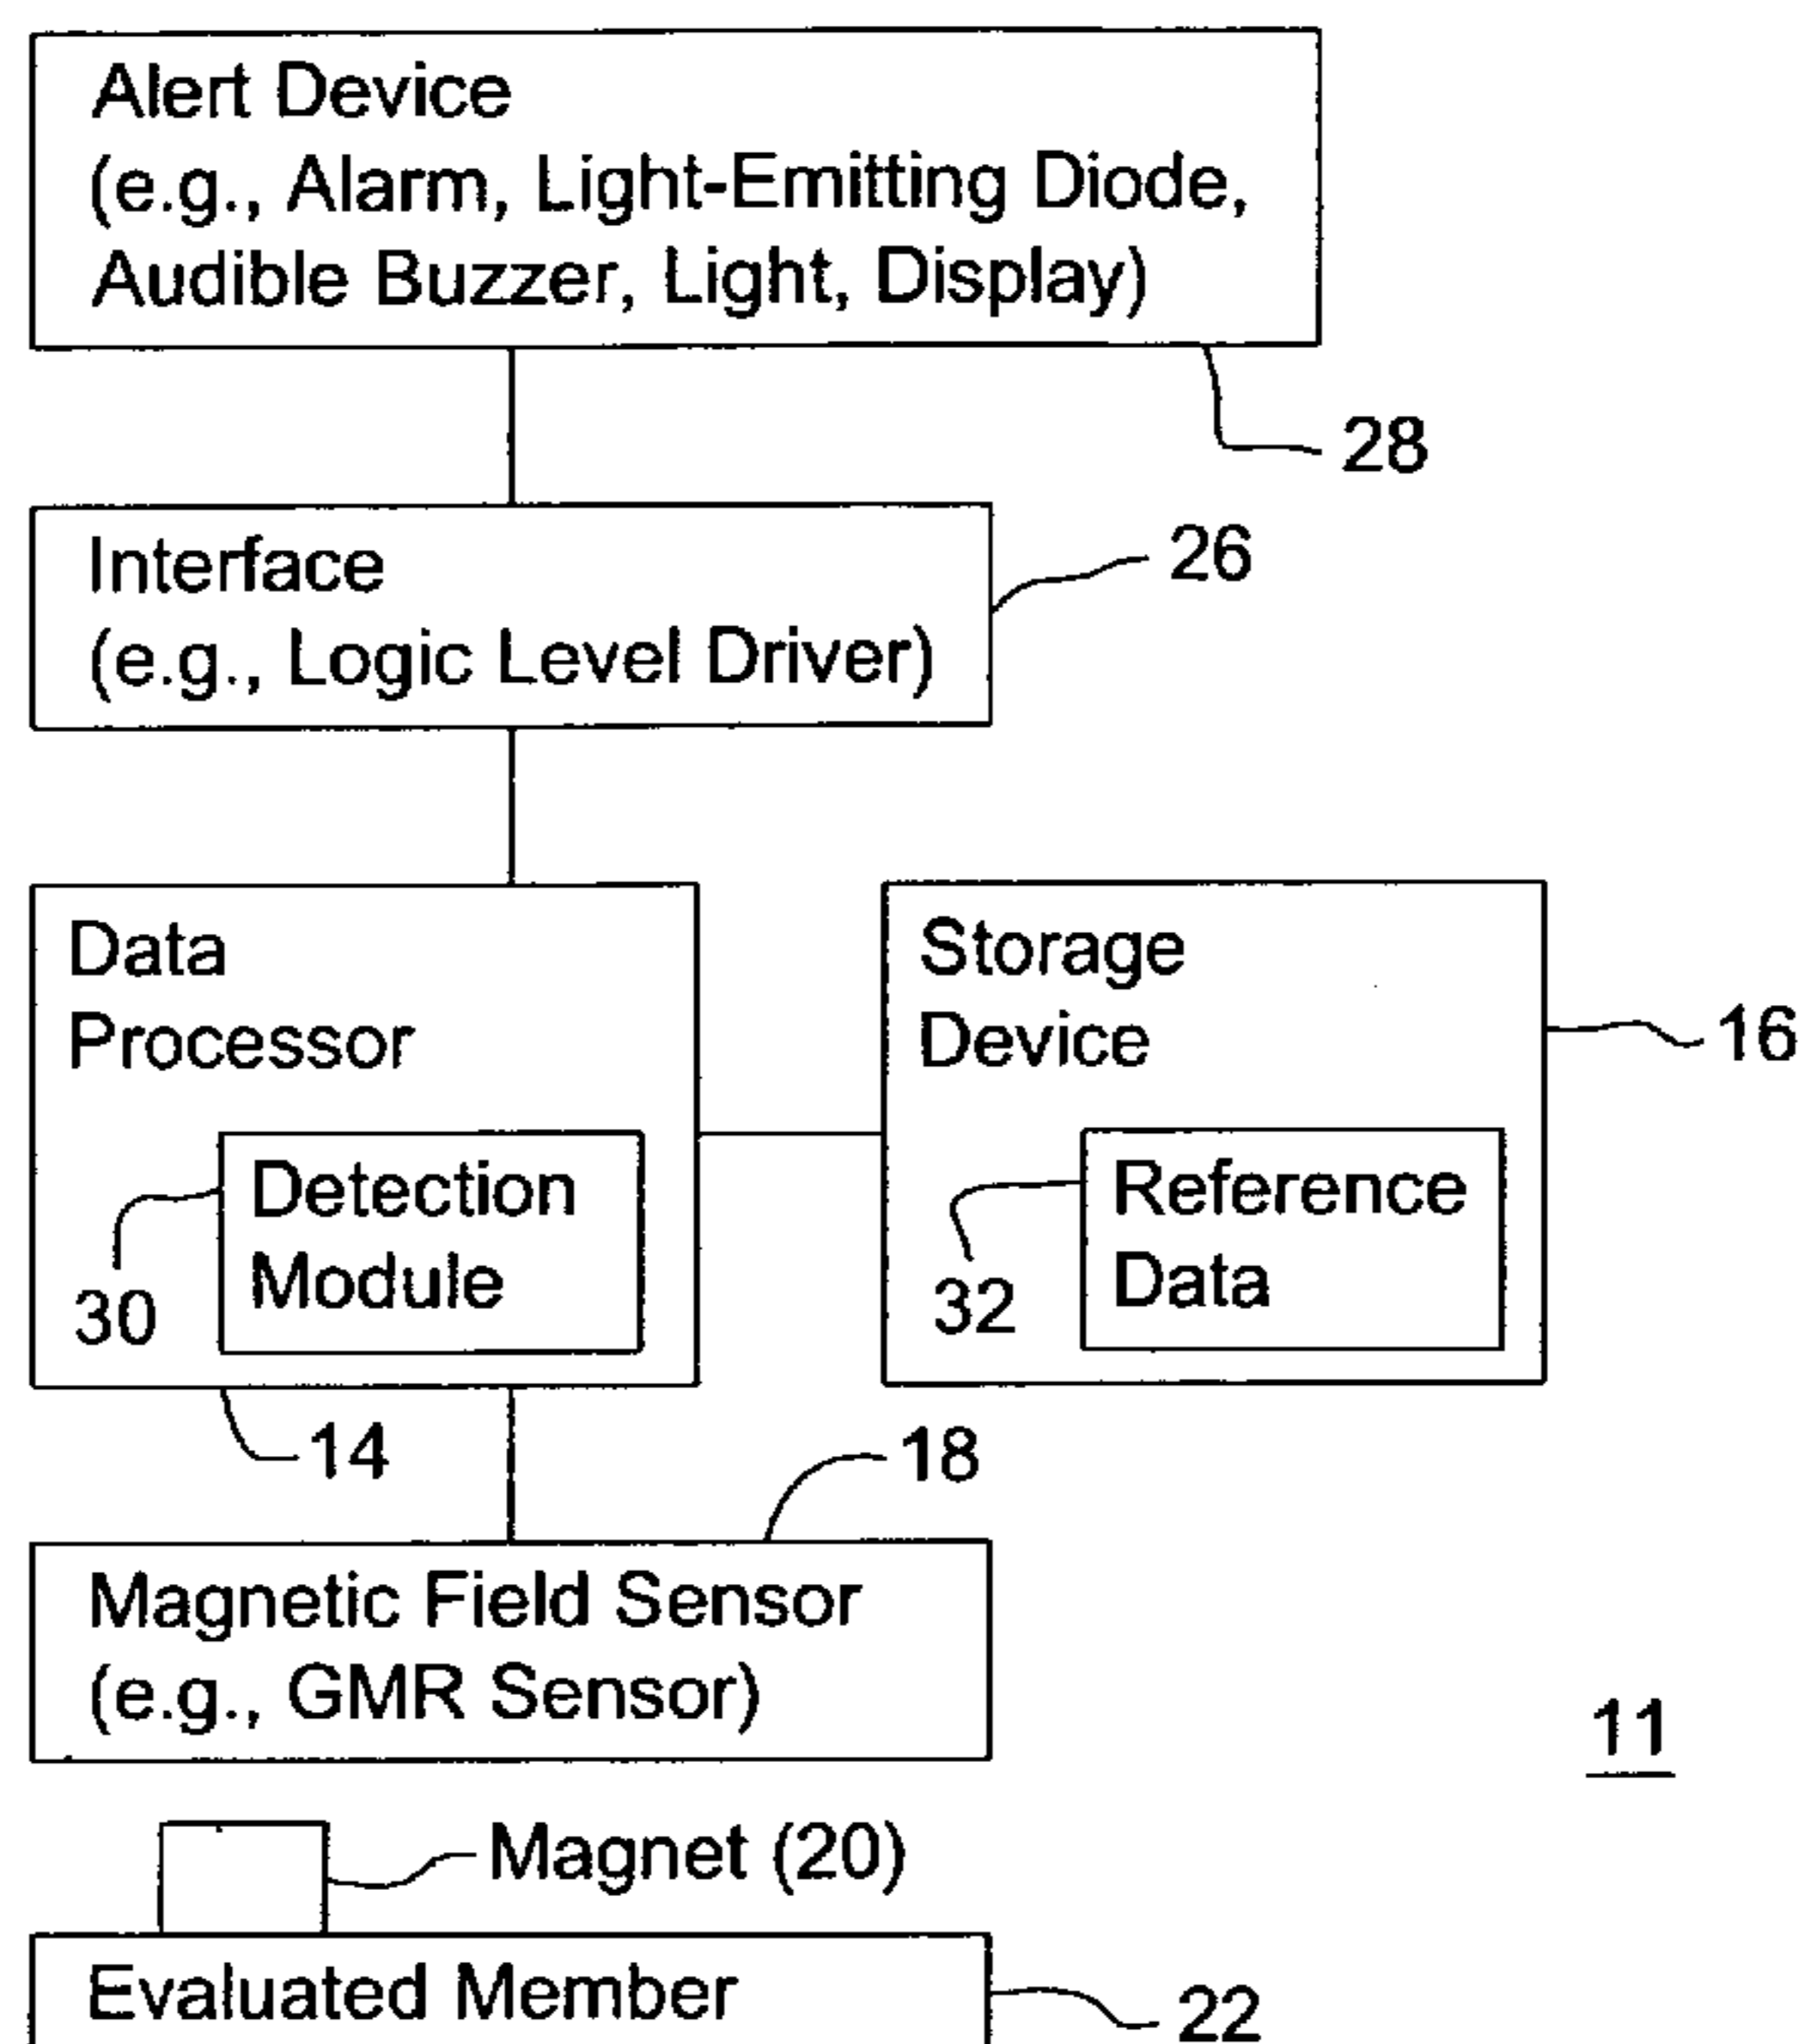 Alert Device
(e.g., Alarm, Light-Emitting Diode,
Audible Buzzer, Light, Display)
28
Interface
(e.g., Logic Level Driver)
26
Data
Processor
Storage
Device
16
Detection
Module
30
Reference
Data
32
14
18
Magnetic Field Sensor
(e.g., GMR Sensor)
11
Magnet (20)
Evaluated Member
22